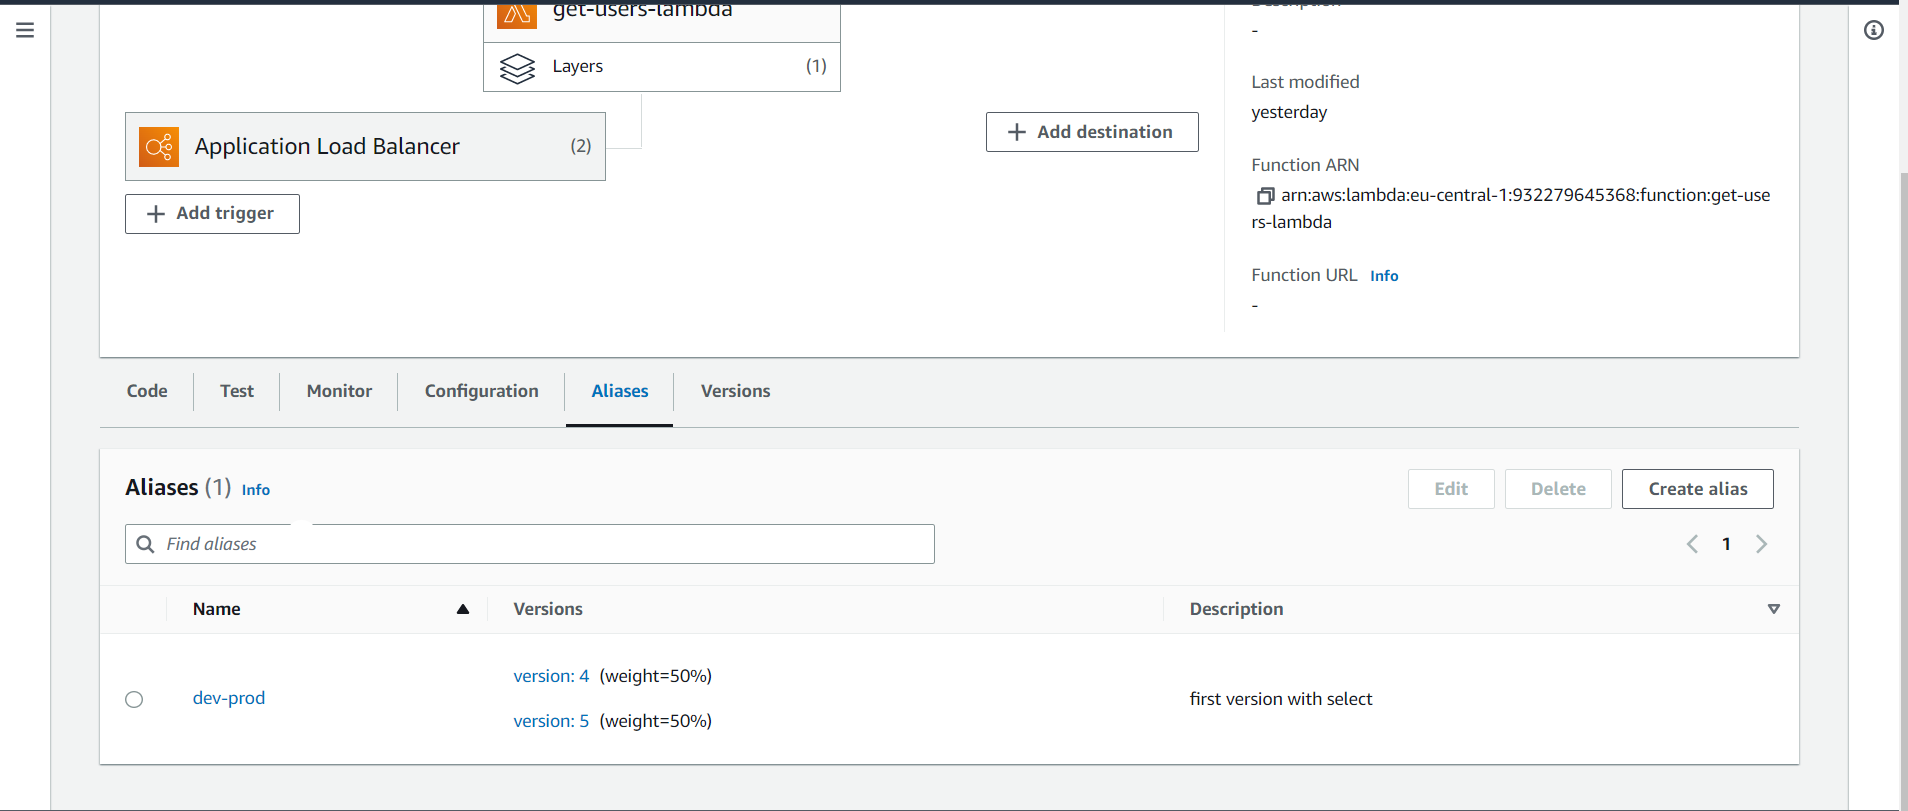 get-users-lambda
Layers
(1)
Application Load Balancer
(2)
Add trigger
Add destination
Description
-
Last modified
yesterday
Function ARN
arn:aws:lambda:eu-central-1:932279645368:function:get-use
rs-lambda
Function URL Info
-
Code Test Monitor Configuration Aliases Versions
Aliases (1) Info
Edit Delete Create alias
Find aliases
1
Name Versions Description
version: 4 (weight=50%)
dev-prod
first version with select
version: 5 (weight=50%)